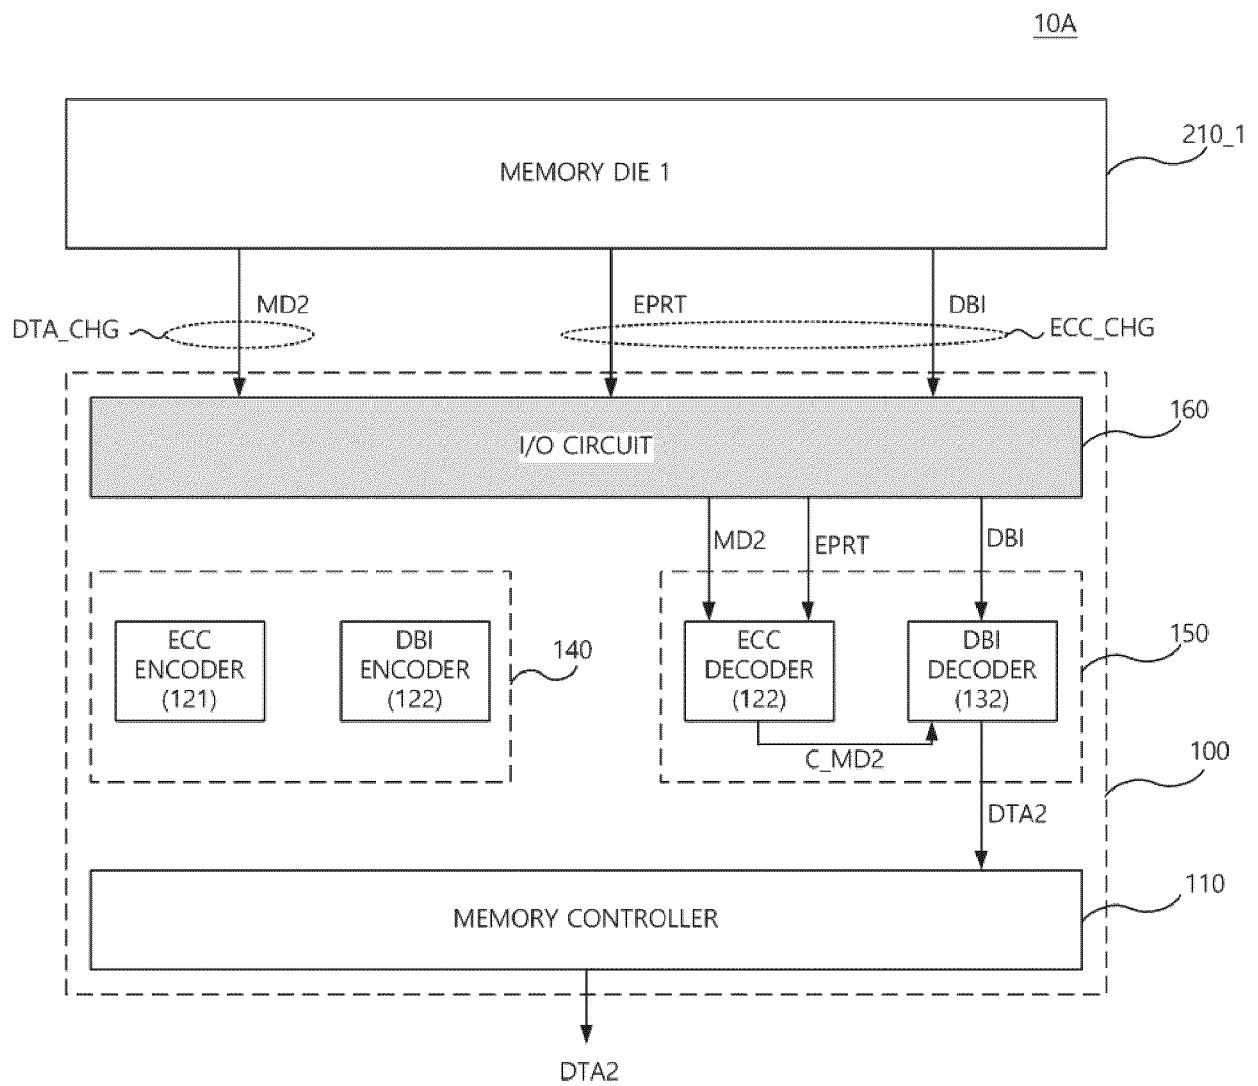 10A
MEMORY DIE 1
210_1
MD2
EPRT
DBI
DTA_CHG
ECC_CHG
I/O CIRCUIT
160
MD2
EPRT
DBI
ECC
ENCODER
(121)
DBI
ENCODER
(122)
140
ECC
DECODER
(122)
DBI
DECODER
(132)
150
C_MD2
100
DTA2
MEMORY CONTROLLER
110
DTA2